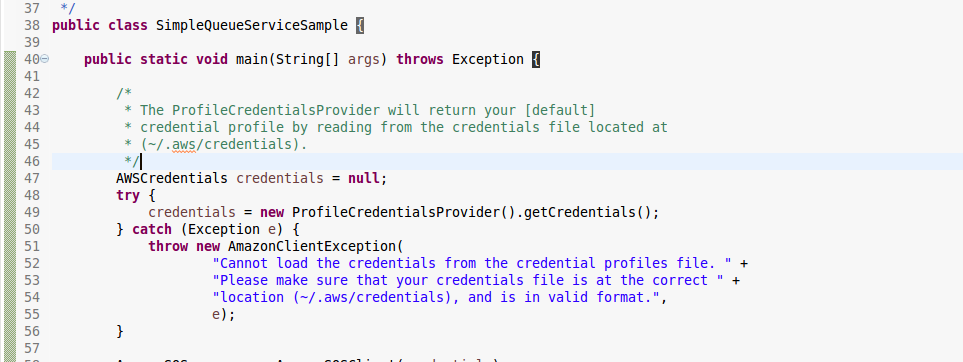 37 */
38 public class SimpleQueueServiceSample {
39
40 public static void main(String[] args) throws Exception {
41
42 /*
43 * The ProfileCredentialsProvider will return your [default]
44 * credential profile by reading from the credentials file located at
45 * (~/.aws/credentials).
46 */
47 AWSCredentials credentials = null;
48 try {
49 credentials = new ProfileCredentialsProvider().getCredentials();
50 } catch (Exception e) {
51 throw new AmazonClientException(
52 "Cannot load the credentials from the credential profiles file. " +
53 "Please make sure that your credentials file is at the correct " +
54 "location (~/.aws/credentials), and is in valid format.",
55 e);
56 }
57